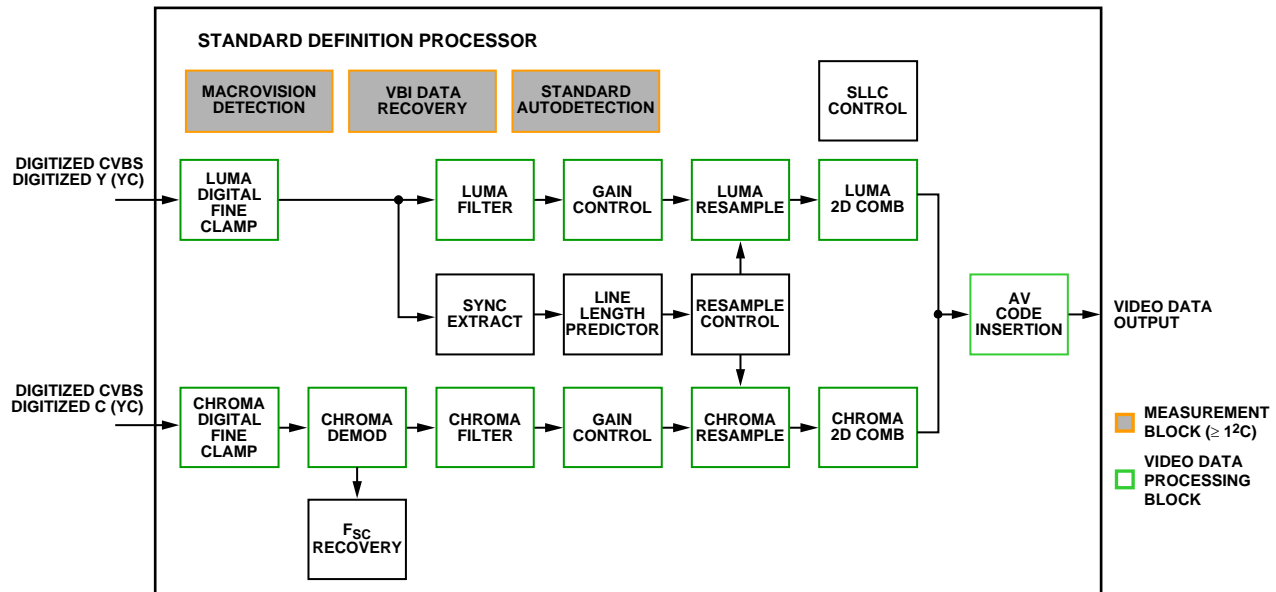 STANDARD DEFINITION PROCESSOR
MACROVISION
DETECTION
VBI DATA
RECOVERY
STANDARD
AUTODETECTION
SLLC
CONTROL
DIGITIZED CVBS
DIGITIZED Y (YC)
LUMA
DIGITAL
FINE
CLAMP
LUMA
FILTER
GAIN
CONTROL
LUMA
RESAMPLE
LUMA
2D COMB
SYNC
EXTRACT
LINE
LENGTH
PREDICTOR
RESAMPLE
CONTROL
AV
CODE
INSERTION
VIDEO DATA
OUTPUT
DIGITIZED CVBS
DIGITIZED C (YC)
CHROMA
DIGITAL
FINE
CLAMP
CHROMA
DEMOD
CHROMA
FILTER
GAIN
CONTROL
CHROMA
RESAMPLE
CHROMA
2D COMB
FSC
RECOVERY
MEASUREMENT
BLOCK (≥ 1²C)
VIDEO DATA
PROCESSING
BLOCK